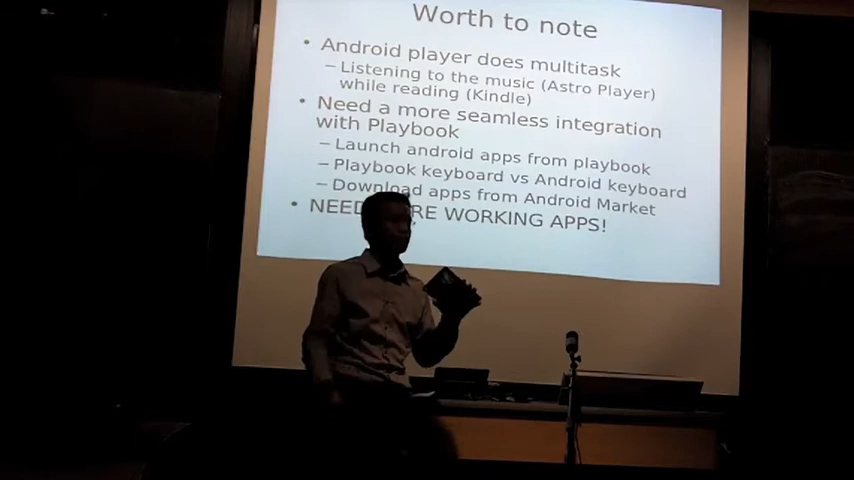 Worth to note
• Android player does multitask
– Listening to the music (Astro Player)
while reading (Kindle)
• Need a more seamless integration
with Playbook
– Launch android apps from playbook
– Playbook keyboard vs Android keyboard
– Download apps from Android Market
• NEED WORKING APPS!